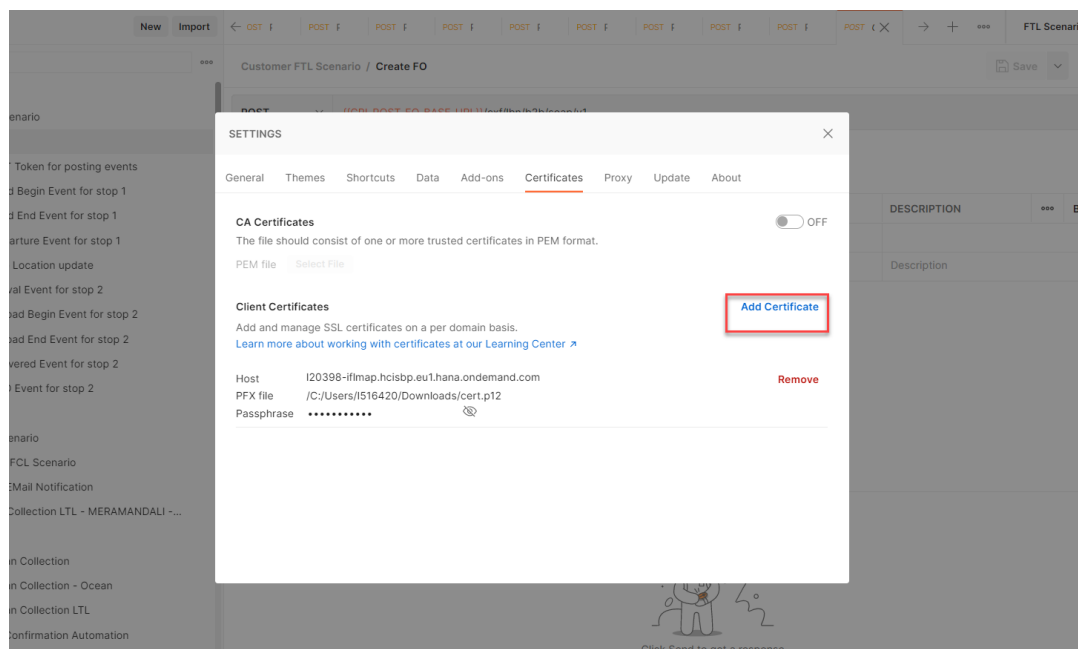 New Import OST POST POST POST POST POST POST POST POST POST FTL Scenari
Customer FTL Scenario / Create FO
Save
POST
enario
SETTINGS
General Themes Shortcuts Data Add-ons Certificates Proxy Update About
Token for posting events
d Begin Event for stop 1
d End Event for stop 1
arture Event for stop 1
Location update
val Event for stop 2
oad Begin Event for stop 2
oad End Event for stop 2
vered Event for stop 2
Event for stop 2
enario
FCL Scenario
EMail Notification
Collection LTL - MERAMANDALI -...
an Collection
an Collection - Ocean
an Collection LTL
Confirmation Automation
CA Certificates
OFF
The file should consist of one or more trusted certificates in PEM format.
PEM file Select File
Client Certificates
Add Certificate
Add and manage SSL certificates on a per domain basis.
Learn more about working with certificates at our Learning Center ↗
Host l20398-iflmap.hcisbp.eu1.hana.ondemand.com
Remove
PFX file /C:/Users/I516420/Downloads/cert.p12
Passphrase •••••••••••
DESCRIPTION
Description
Click Send to get a response